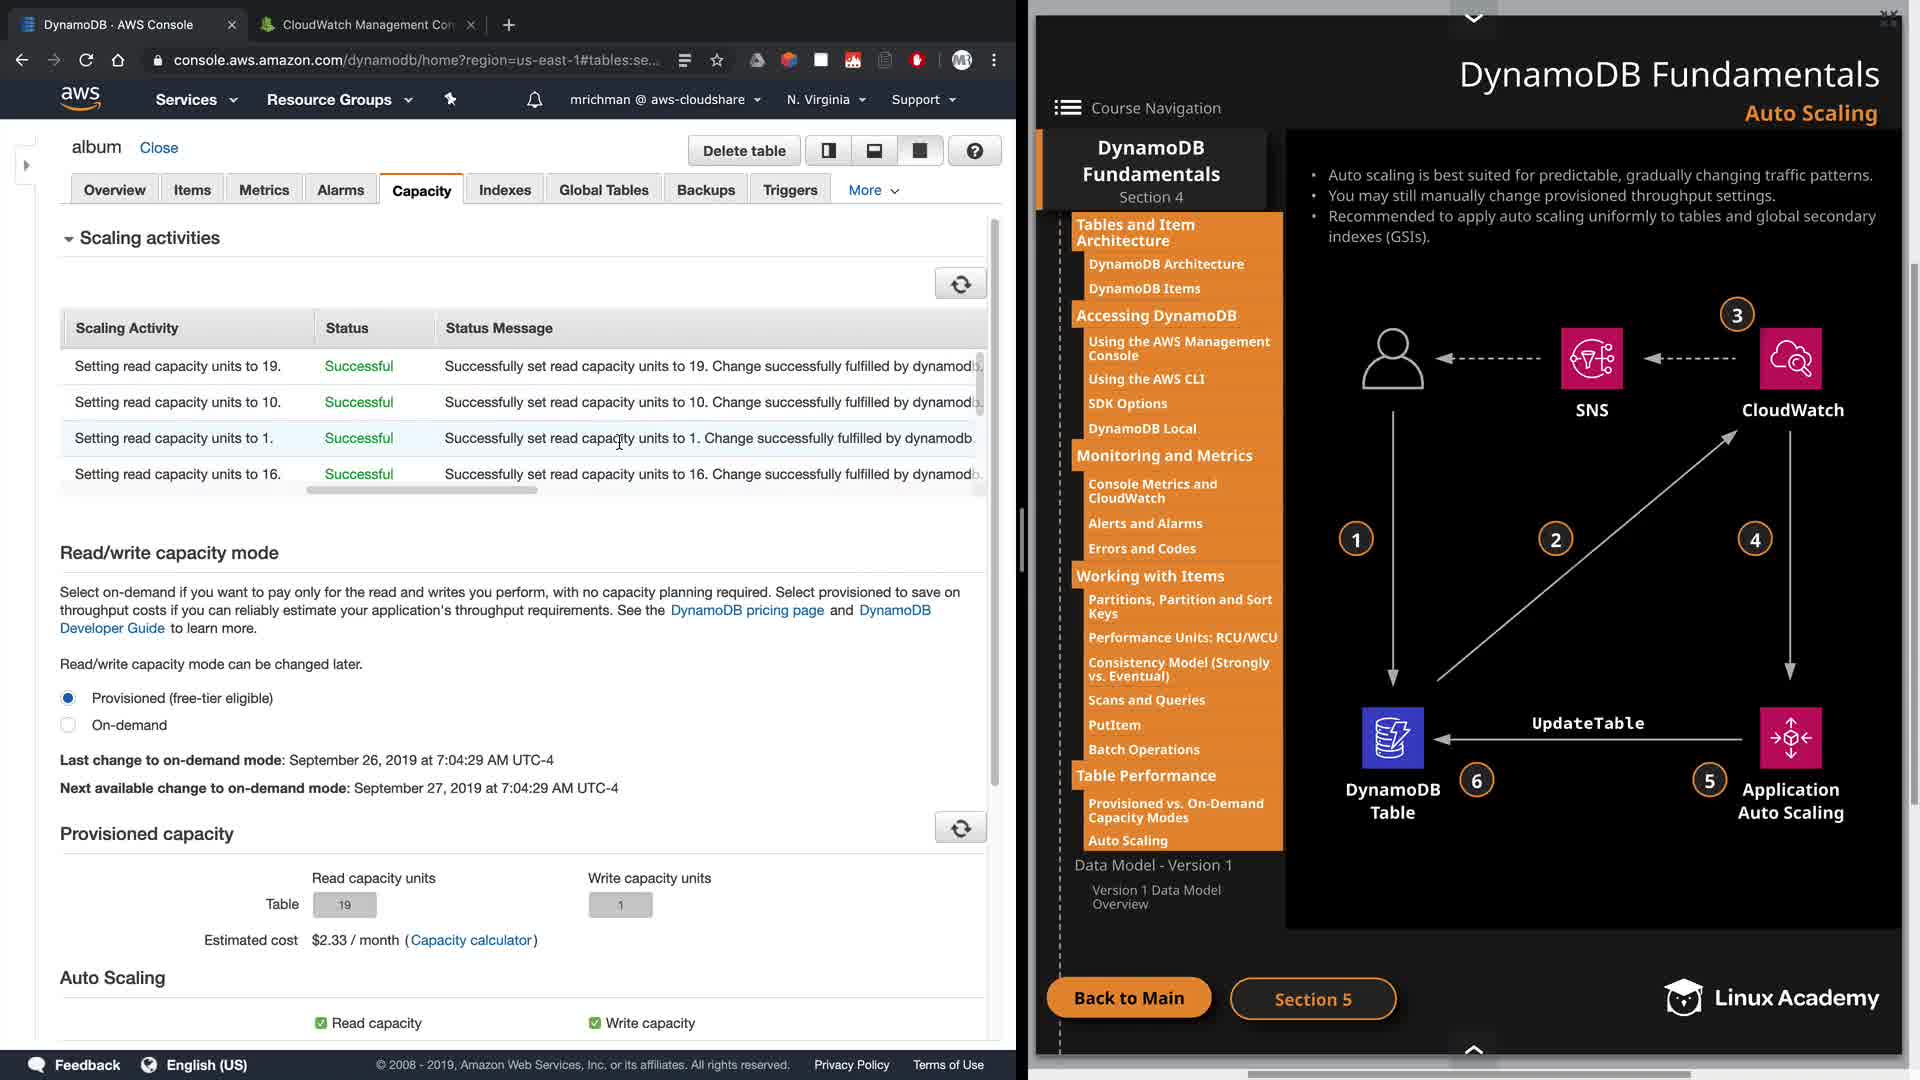 DynamoDB · AWS Console
CloudWatch Management Con
console.aws.amazon.com/dynamodb/home?region=us-east-1#tables:se...
aws
Services
Resource Groups
mrichman @ aws-cloudshare
N. Virginia
Support
album
Close
Delete table
Overview
Items
Metrics
Alarms
Capacity
Indexes
Global Tables
Backups
Triggers
More
Scaling activities
Scaling Activity
Status
Status Message
Setting read capacity units to 19.
Successful
Successfully set read capacity units to 19. Change successfully fulfilled by dynamodb.
Setting read capacity units to 10.
Successful
Successfully set read capacity units to 10. Change successfully fulfilled by dynamodb.
Setting read capacity units to 1.
Successful
Successfully set read capacity units to 1. Change successfully fulfilled by dynamodb
Setting read capacity units to 16.
Successful
Successfully set read capacity units to 16. Change successfully fulfilled by dynamodb.
Read/write capacity mode
Select on-demand if you want to pay only for the read and writes you perform, with no capacity planning required. Select provisioned to save on
throughput costs if you can reliably estimate your application's throughput requirements. See the DynamoDB pricing page and DynamoDB
Developer Guide to learn more.
Read/write capacity mode can be changed later.
Provisioned (free-tier eligible)
On-demand
Last change to on-demand mode: September 26, 2019 at 7:04:29 AM UTC-4
Next available change to on-demand mode: September 27, 2019 at 7:04:29 AM UTC-4
Provisioned capacity
Read capacity units
Write capacity units
Table
19
1
Estimated cost
$2.33 / month (Capacity calculator)
Auto Scaling
Read capacity
Write capacity
Feedback
English (US)
© 2008 - 2019, Amazon Web Services, Inc. or its affiliates. All rights reserved.
Privacy Policy
Terms of Use
DynamoDB Fundamentals
Auto Scaling
Course Navigation
DynamoDB
Fundamentals
Section 4
Tables and Item
Architecture
DynamoDB Architecture
DynamoDB Items
Accessing DynamoDB
Using the AWS Management
Console
Using the AWS CLI
SDK Options
DynamoDB Local
Monitoring and Metrics
Console Metrics and
CloudWatch
Alerts and Alarms
Errors and Codes
Working with Items
Partitions, Partition and Sort
Keys
Performance Units: RCU/WCU
Consistency Model (Strongly
vs. Eventual)
Scans and Queries
PutItem
Batch Operations
Table Performance
Provisioned vs. On-Demand
Capacity Modes
Auto Scaling
Data Model - Version 1
Version 1 Data Model
Overview
Back to Main
Section 5
• Auto scaling is best suited for predictable, gradually changing traffic patterns.
• You may still manually change provisioned throughput settings.
• Recommended to apply auto scaling uniformly to tables and global secondary
indexes (GSIs).
3
SNS
CloudWatch
1
2
4
UpdateTable
6
5
DynamoDB
Table
Application
Auto Scaling
Linux Academy